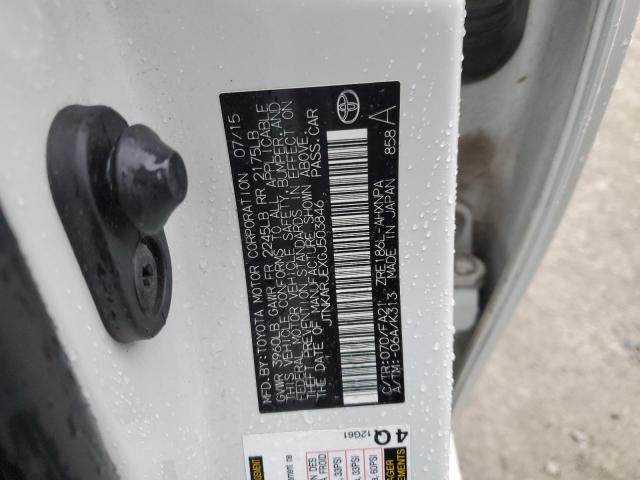 MFD.BY:TOYOTA MOTOR CORPORATION 07/15
GVWR 3960LB GAWR FR 2245LB RR 2175LB
THIS VEHICLE CONFORMS TO ALL APPLICABLE
FEDERAL MOTOR VEHICLE SAFETY, BUMPER,AND
THEFT PREVENTION STANDARDS IN EFFECT ON
THE DATE OF MANUFACTURE SHOWN ABOVE.
JTNKARJEXGJ503846 PASS.CAR
C/TR:070/FA21 ZRE186L-AHXNPA
A/TM:-06A/K313 MADE IN JAPAN 858 A
4Q
12G61